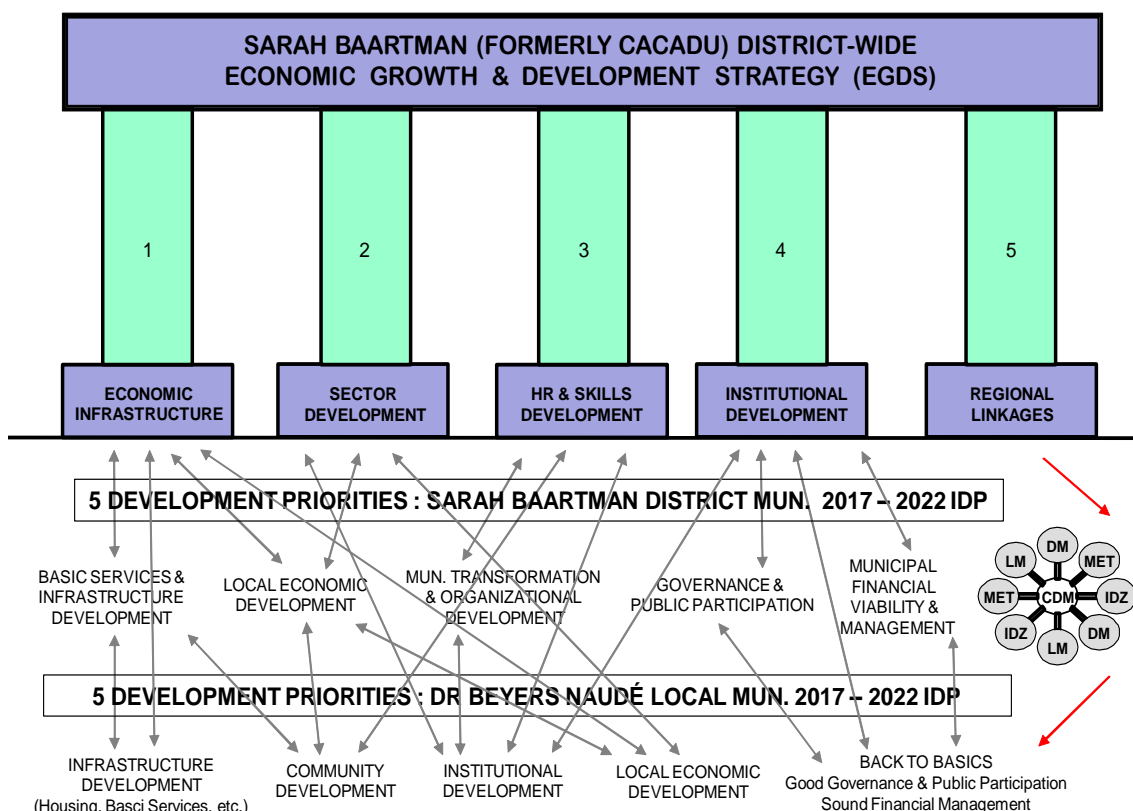 SARAH BAARTMAN (FORMERLY CACADU) DISTRICT-WIDE
ECONOMIC GROWTH & DEVELOPMENT STRATEGY (EGDS)
1
2
3
4
5
ECONOMIC
INFRASTRUCTURE
SECTOR
DEVELOPMENT
HR & SKILLS
DEVELOPMENT
INSTITUTIONAL
DEVELOPMENT
REGIONAL
LINKAGES
5 DEVELOPMENT PRIORITIES : SARAH BAARTMAN DISTRICT MUN. 2017 – 2022 IDP
BASIC SERVICES &
INFRASTRUCTURE
DEVELOPMENT
LOCAL ECONOMIC
DEVELOPMENT
MUN. TRANSFORMATION
& ORGANIZATIONAL
DEVELOPMENT
GOVERNANCE &
PUBLIC PARTICIPATION
MUNICIPAL
FINANCIAL
VIABILITY &
MANAGEMENT
DM
LM
MET
MET
CDM
IDZ
IDZ
DM
LM
5 DEVELOPMENT PRIORITIES : DR BEYERS NAUDÉ LOCAL MUN. 2017 – 2022 IDP
INFRASTRUCTURE
DEVELOPMENT
(Housing, Basci Services, etc.)
COMMUNITY
DEVELOPMENT
INSTITUTIONAL
DEVELOPMENT
LOCAL ECONOMIC
DEVELOPMENT
BACK TO BASICS
Good Governance & Public Participation
Sound Financial Management